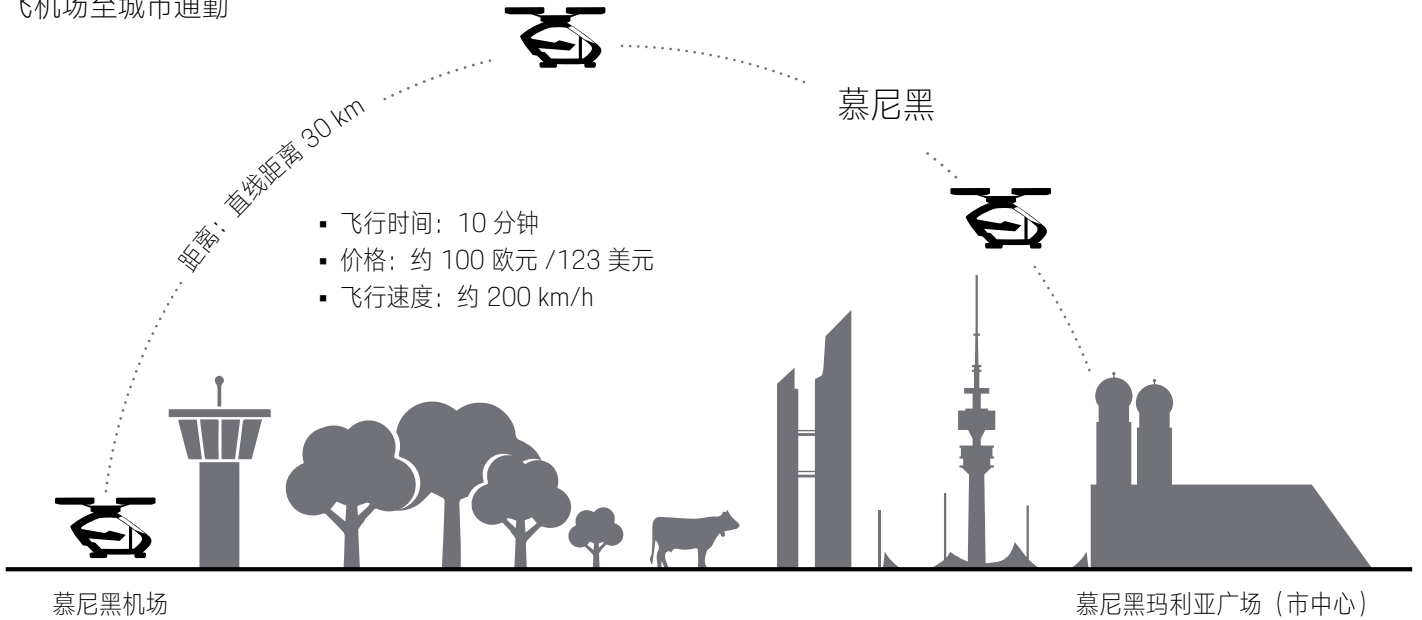 飞机场至城市通勤
慕尼黑
距离：直线距离 30 km
▪ 飞行时间：10 分钟
▪ 价格：约 100 欧元 /123 美元
▪ 飞行速度：约 200 km/h
慕尼黑机场
慕尼黑玛利亚广场（市中心）